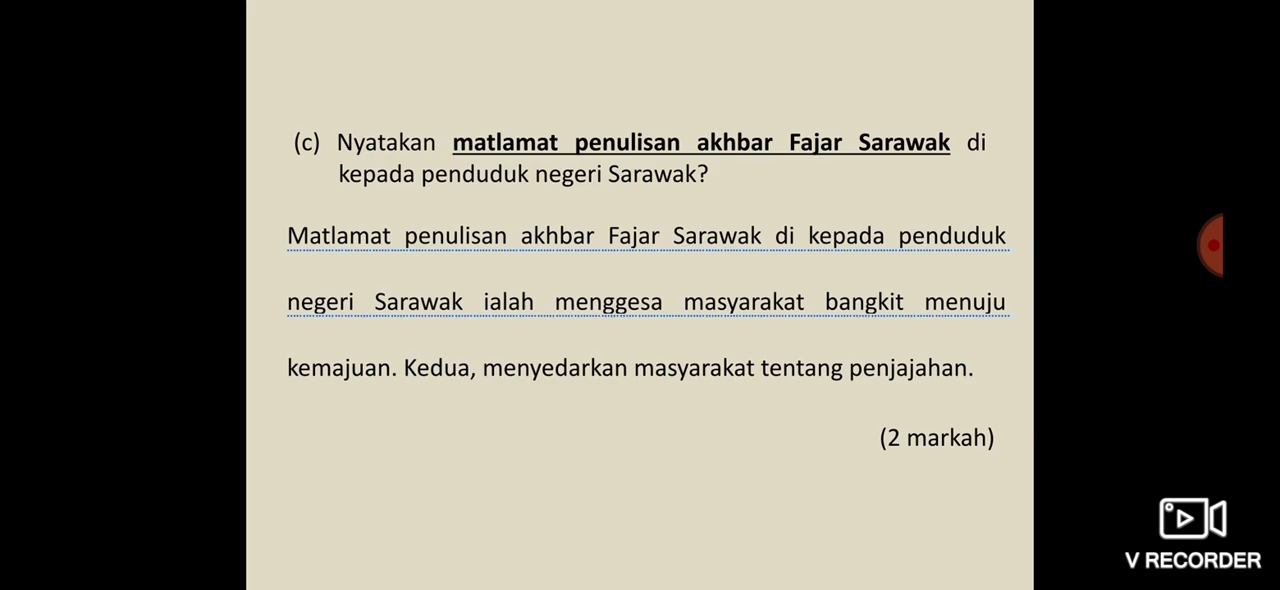 (c) Nyatakan matlamat penulisan akhbar Fajar Sarawak di
kepada penduduk negeri Sarawak?
Matlamat penulisan akhbar Fajar Sarawak di kepada penduduk
negeri Sarawak ialah menggesa masyarakat bangkit menuju
kemajuan. Kedua, menyedarkan masyarakat tentang penjajahan.
(2 markah)
V RECORDER